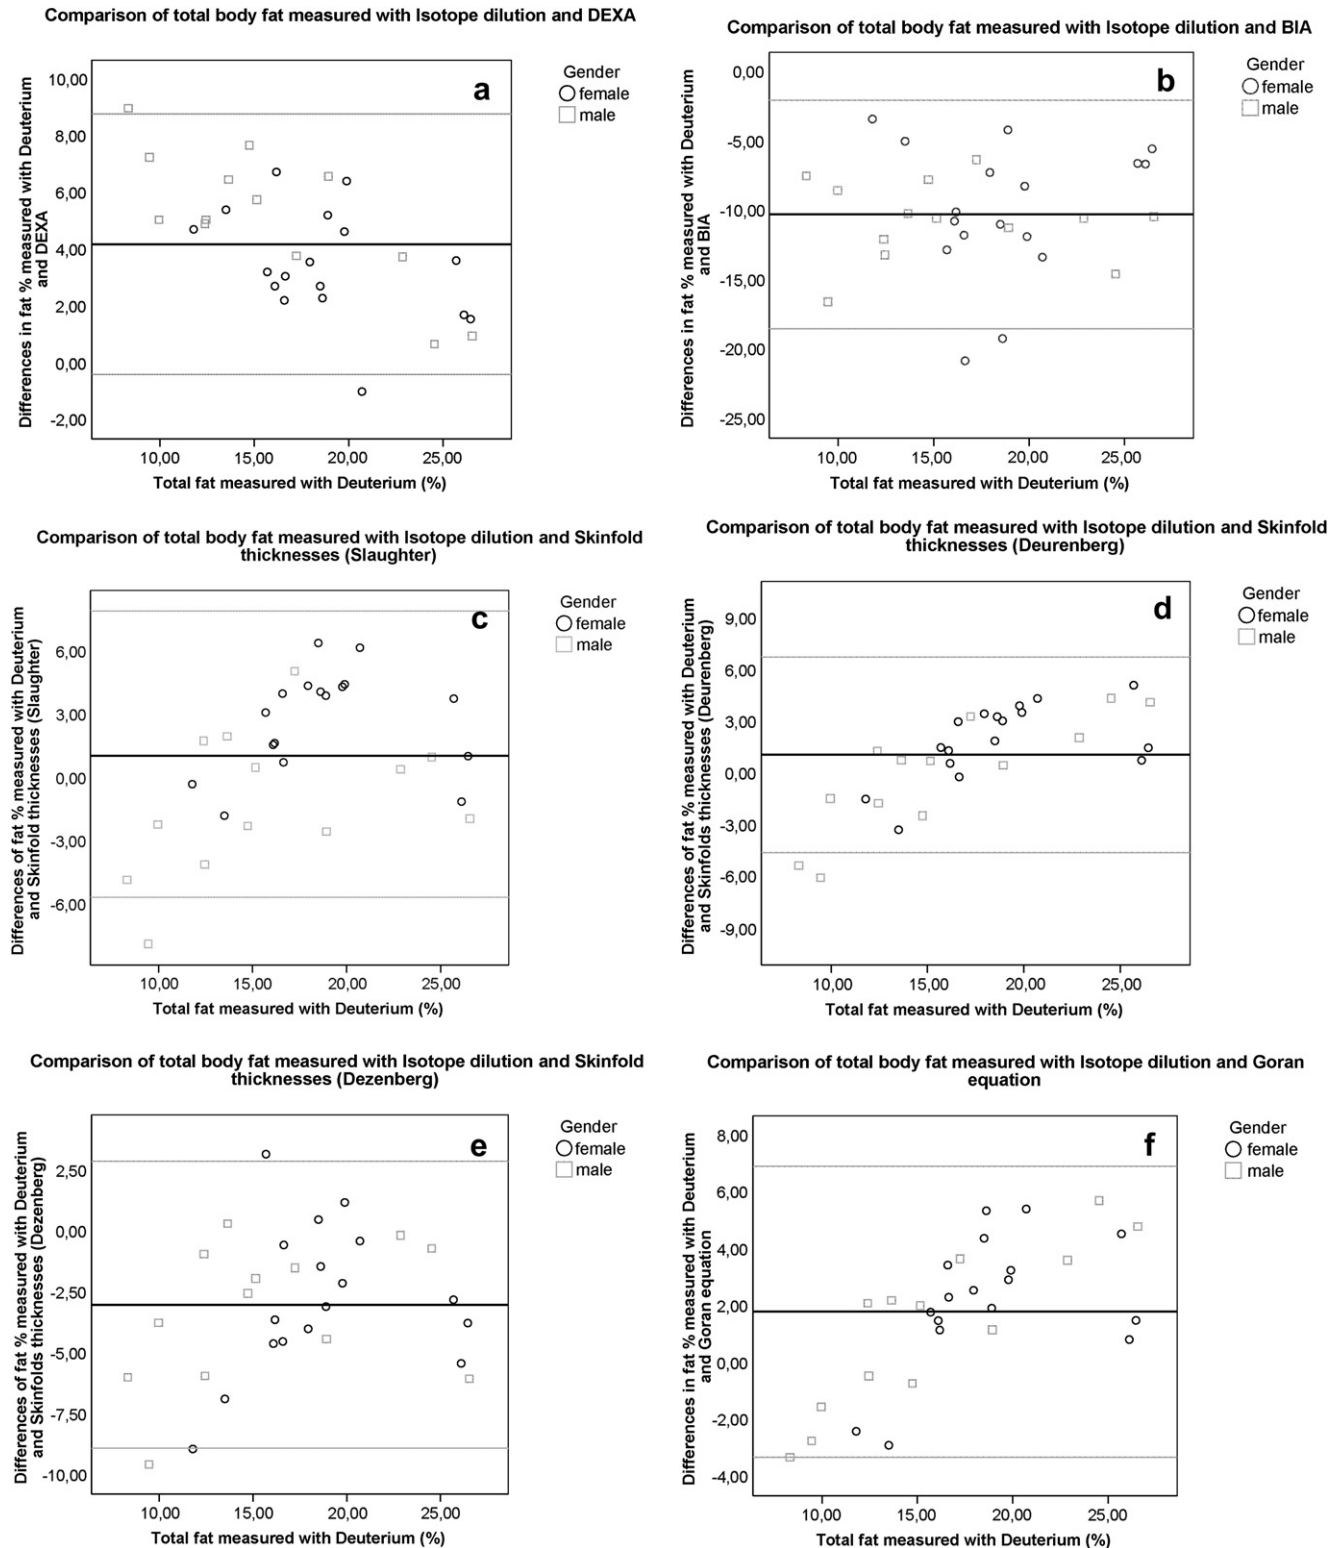 Comparison of total body fat measured with Isotope dilution and DEXA
a
Gender
female
male
Differences in fat % measured with Deuterium
and DEXA
10,00
8,00
6,00
4,00
2,00
0,00
-2,00
10,00 15,00 20,00 25,00
Total fat measured with Deuterium (%)
Comparison of total body fat measured with Isotope dilution and BIA
b
Gender
female
male
Differences in fat % measured with Deuterium
and BIA
0,00
-5,00
-10,00
-15,00
-20,00
-25,00
10,00 15,00 20,00 25,00
Total fat measured with Deuterium (%)
Comparison of total body fat measured with Isotope dilution and Skinfold
thicknesses (Slaughter)
c
Gender
female
male
Differences of fat % measured with Deuterium
and Skinfold thicknesses (Slaughter)
6,00
3,00
0,00
-3,00
-6,00
10,00 15,00 20,00 25,00
Total fat measured with Deuterium (%)
Comparison of total body fat measured with Isotope dilution and Skinfold
thicknesses (Deurenberg)
d
Gender
female
male
Differences of fat % measured with Deuterium
and Skinfolds thicknesses (Deurenberg)
9,00
6,00
3,00
0,00
-3,00
-6,00
-9,00
10,00 15,00 20,00 25,00
Total fat measured with Deuterium (%)
Comparison of total body fat measured with Isotope dilution and Skinfold
thicknesses (Dezenberg)
e
Gender
female
male
Differences of fat % measured with Deuterium
and Skinfolds thicknesses (Dezenberg)
2,50
0,00
-2,50
-5,00
-7,50
-10,00
10,00 15,00 20,00 25,00
Total fat measured with Deuterium (%)
Comparison of total body fat measured with Isotope dilution and Goran
equation
f
Gender
female
male
Differences in fat % measured with Deuterium
and Goran equation
8,00
6,00
4,00
2,00
0,00
-2,00
-4,00
10,00 15,00 20,00 25,00
Total fat measured with Deuterium (%)